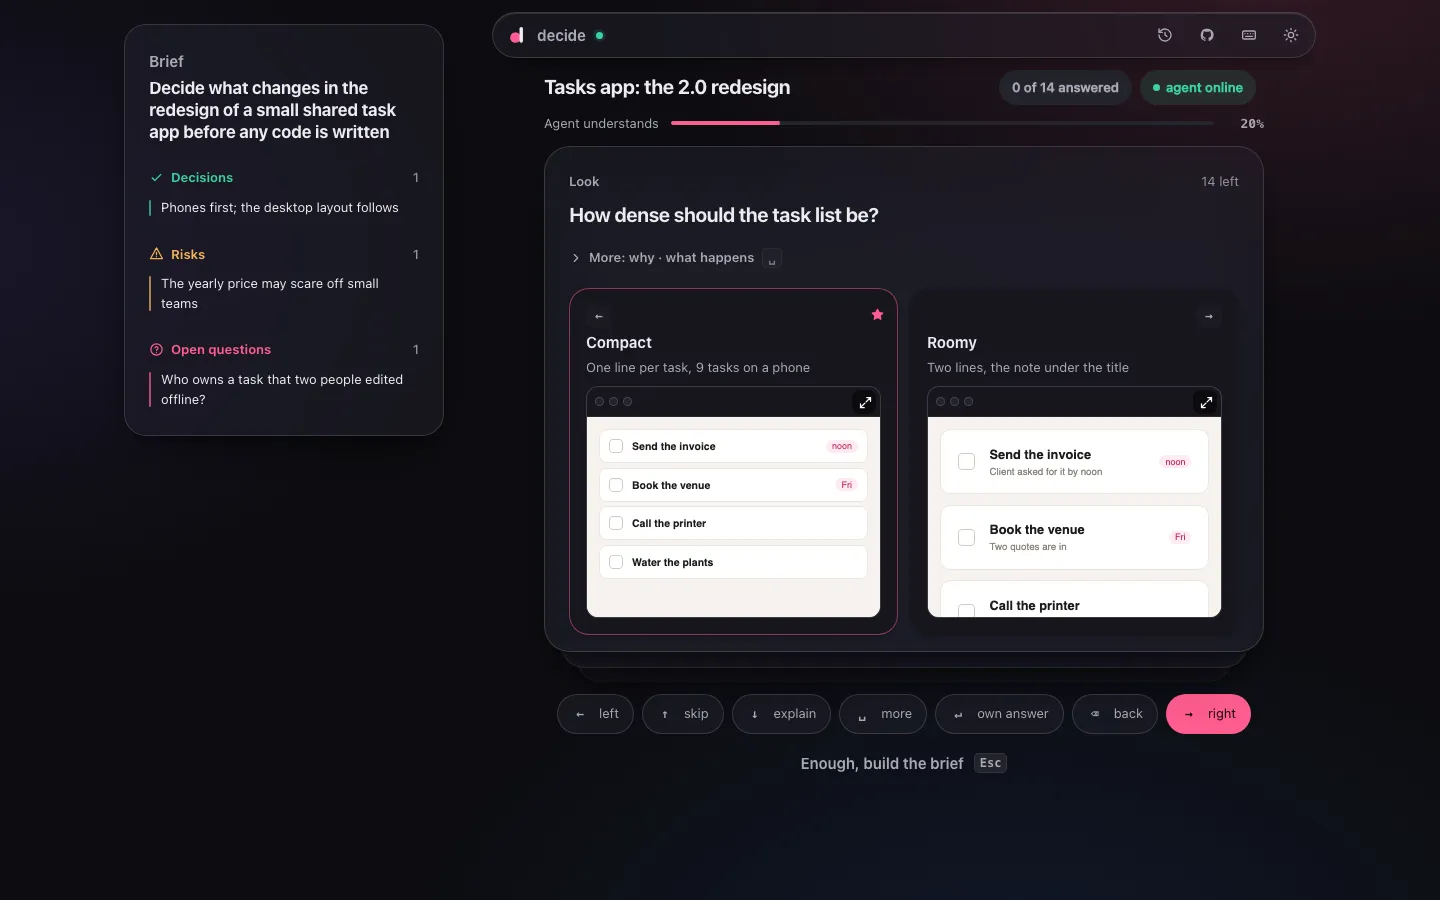 Brief
Decide what changes in the
redesign of a small shared task
app before any code is written
Decisions 1
Phones first; the desktop layout follows
Risks 1
The yearly price may scare off small
teams
Open questions 1
Who owns a task that two people edited
offline?
decide
Tasks app: the 2.0 redesign
0 of 14 answered
agent online
Agent understands 20%
Look
14 left
How dense should the task list be?
More: why · what happens ␣
←
Compact
One line per task, 9 tasks on a phone
Send the invoice noon
Book the venue Fri
Call the printer
Water the plants
→
Roomy
Two lines, the note under the title
Send the invoice
Client asked for it by noon
noon
Book the venue
Two quotes are in
Fri
Call the printer
← left
↑ skip
↓ explain
␣ more
↵ own answer
⌫ back
→ right
Enough, build the brief Esc